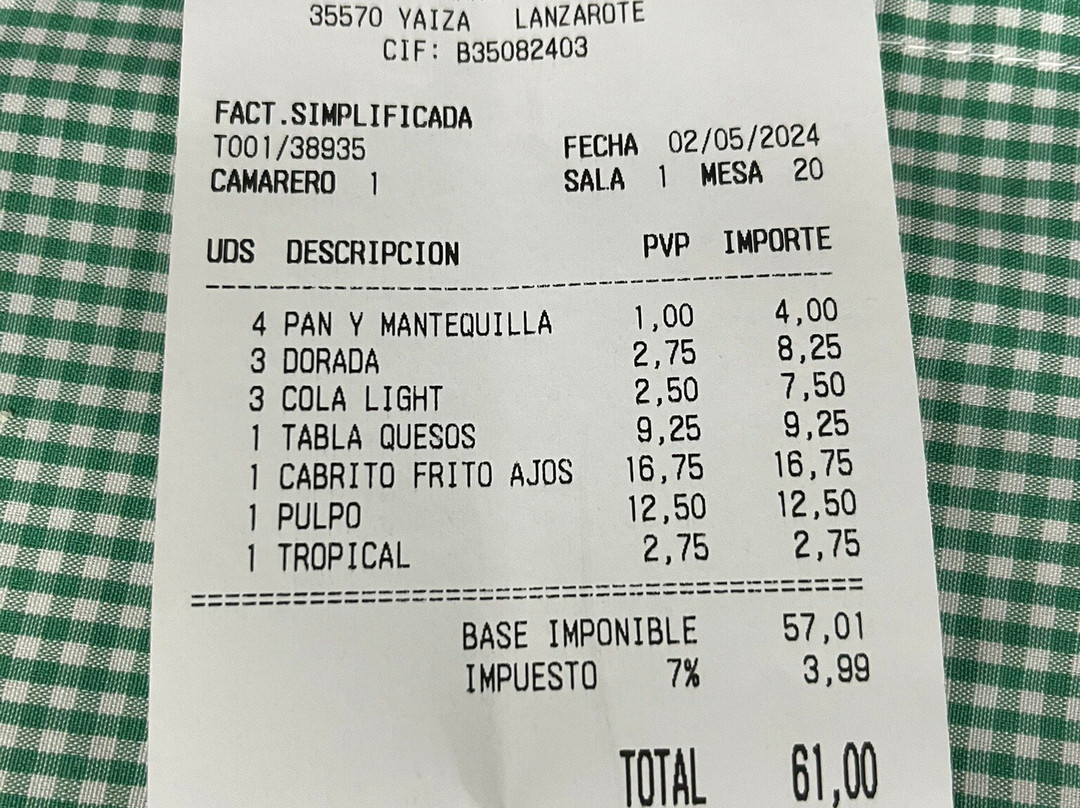 35570 YAIZA LANZAROTE
CIF: B35082403
FACT.SIMPLIFICADA
T001/38935 FECHA 02/05/2024
CAMARERO 1 SALA 1 MESA 20
UDS DESCRIPCION PVP IMPORTE
4 PAN Y MANTEQUILLA 1,00 4,00
3 DORADA 2,75 8,25
3 COLA LIGHT 2,50 7,50
1 TABLA QUESOS 9,25 9,25
1 CABRITO FRITO AJOS 16,75 16,75
1 PULPO 12,50 12,50
1 TROPICAL 2,75 2,75
BASE IMPONIBLE 57,01
IMPUESTO 7% 3,99
TOTAL 61,00